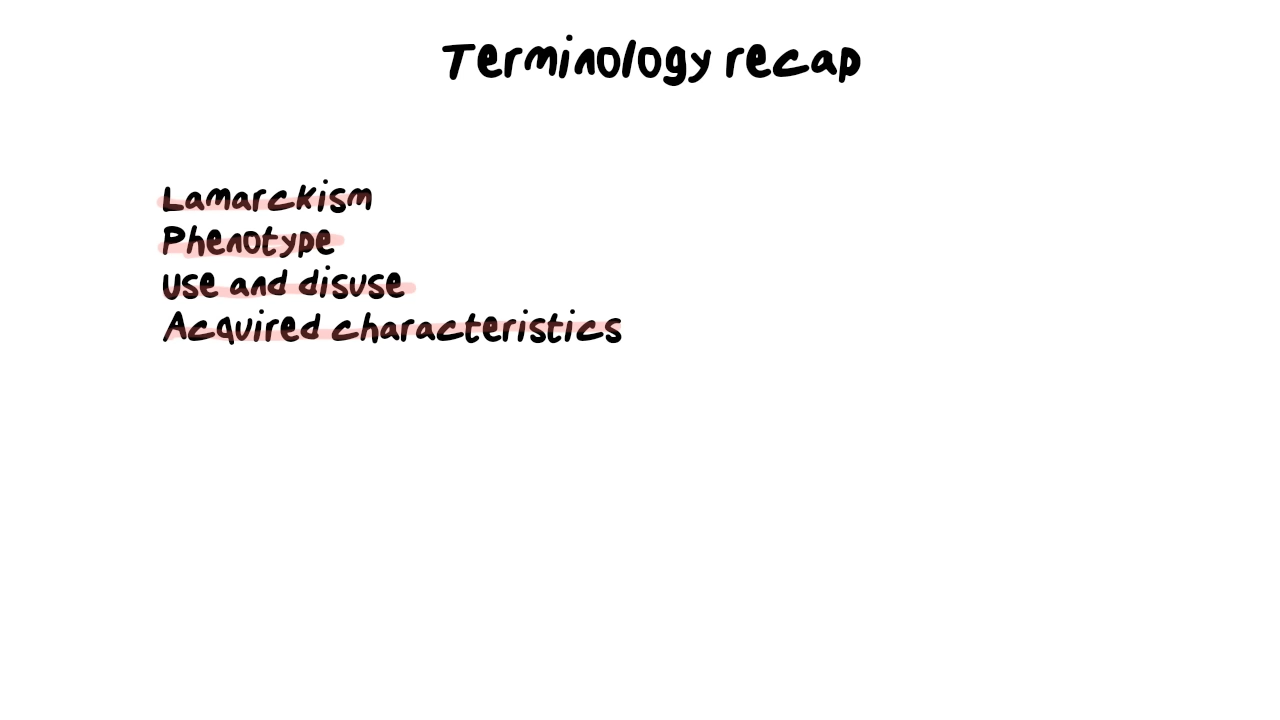 Terminology recap
Lamarckism
Phenotype
Use and disuse
Acquired characteristics